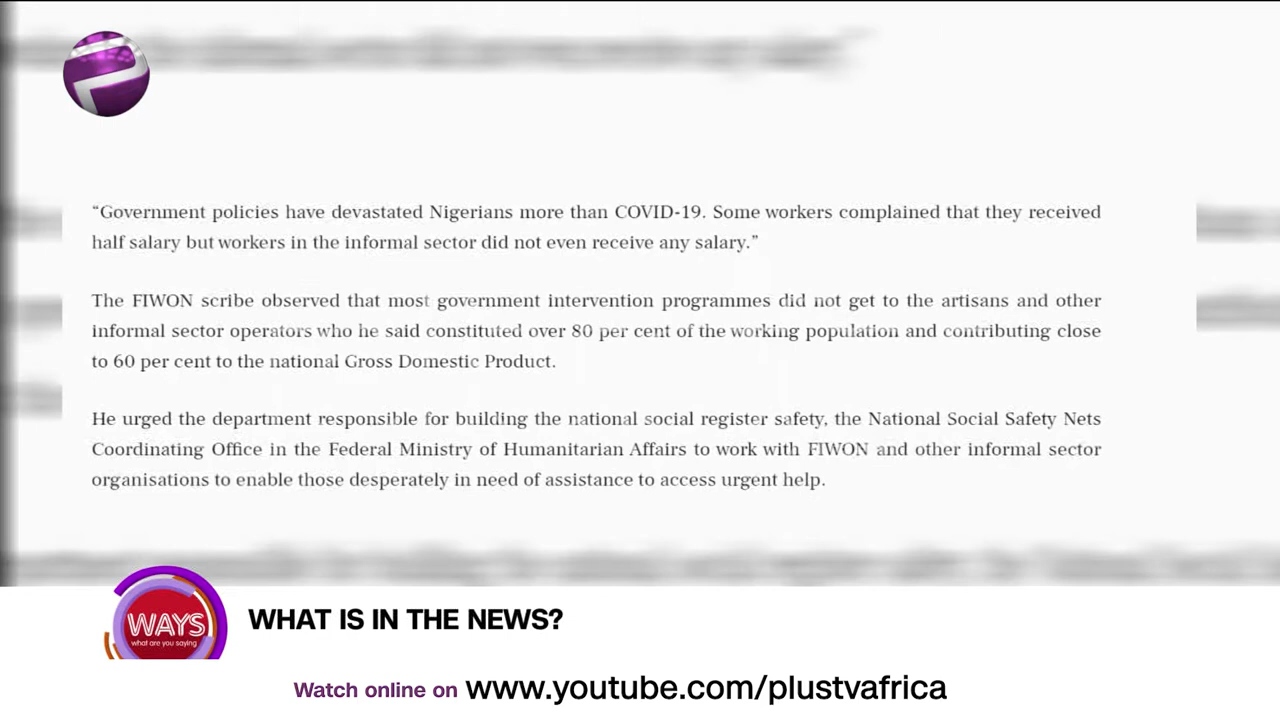 “Government policies have devastated Nigerians more than COVID-19. Some workers complained that they received
half salary but workers in the informal sector did not even receive any salary.”
The FIWON scribe observed that most government intervention programmes did not get to the artisans and other
informal sector operators who he said constituted over 80 per cent of the working population and contributing close
to 60 per cent to the national Gross Domestic Product.
He urged the department responsible for building the national social register safety, the National Social Safety Nets
Coordinating Office in the Federal Ministry of Humanitarian Affairs to work with FIWON and other informal sector
organisations to enable those desperately in need of assistance to access urgent help.
WAYS
what are you saying
WHAT IS IN THE NEWS?
Watch online on www.youtube.com/plustvafrica